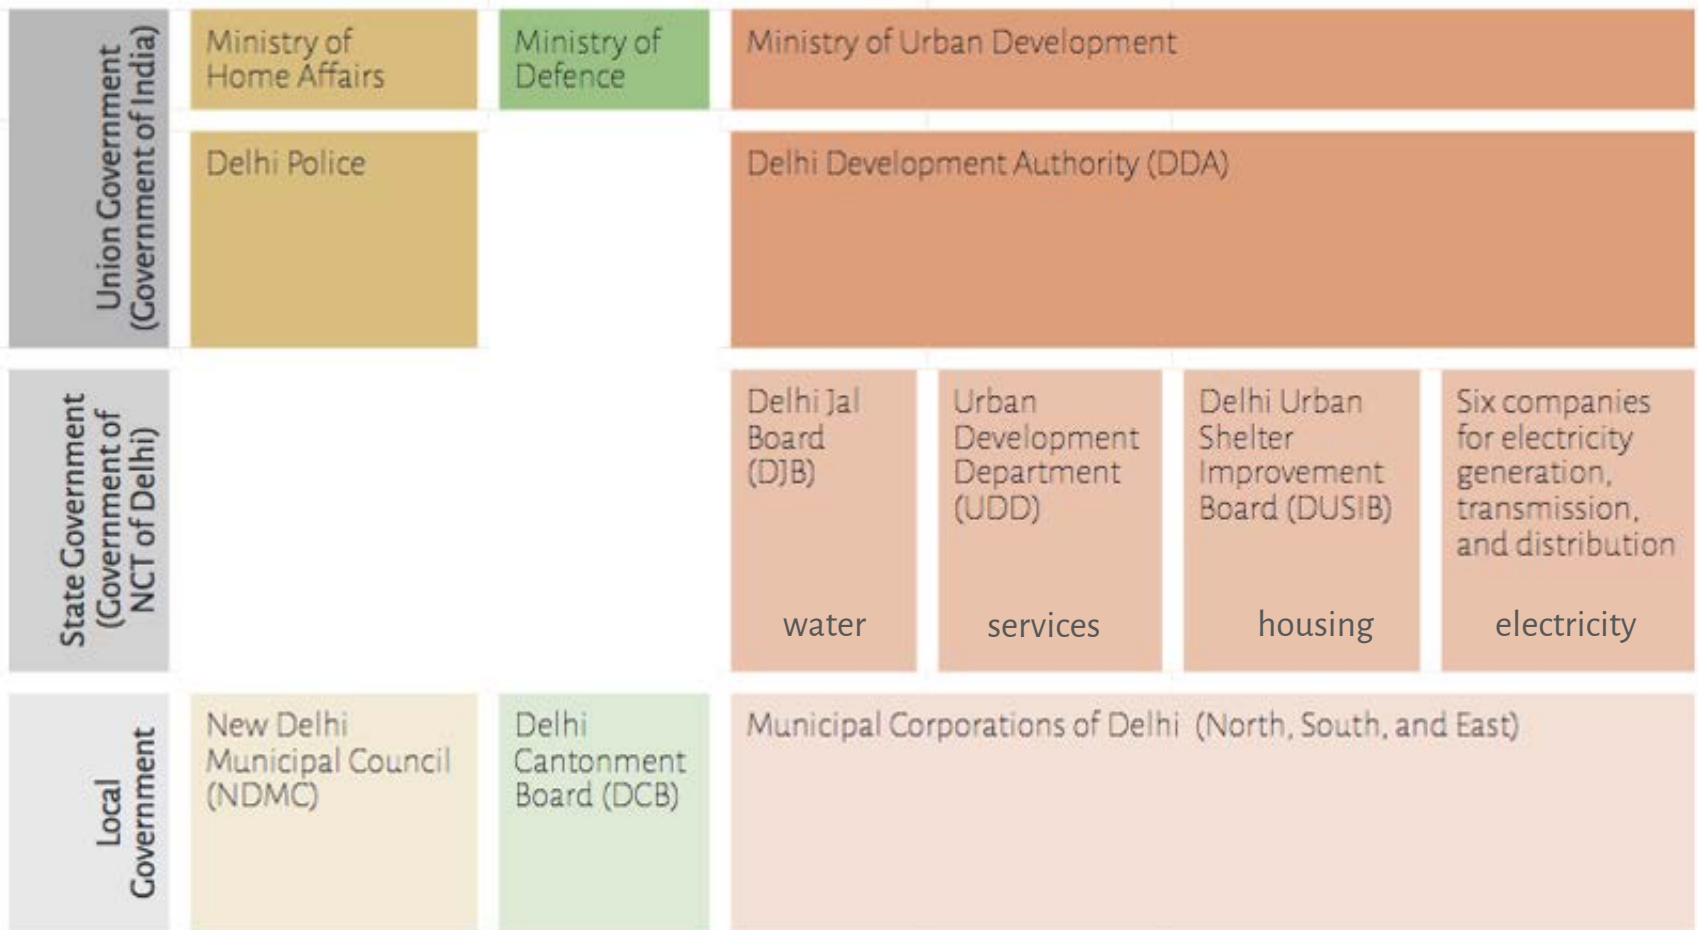 Union Government
(Government of India)
Ministry of
Home Affairs
Ministry of
Defence
Ministry of Urban Development
Delhi Police
Delhi Development Authority (DDA)
State Government
(Government of
NCT of Delhi)
Delhi Jal
Board
(DJB)
water
Urban
Development
Department
(UDD)
services
Delhi Urban
Shelter
Improvement
Board (DUSIB)
housing
Six companies
for electricity
generation,
transmission,
and distribution
electricity
Local
Government
New Delhi
Municipal Council
(NDMC)
Delhi
Cantonment
Board (DCB)
Municipal Corporations of Delhi (North, South, and East)